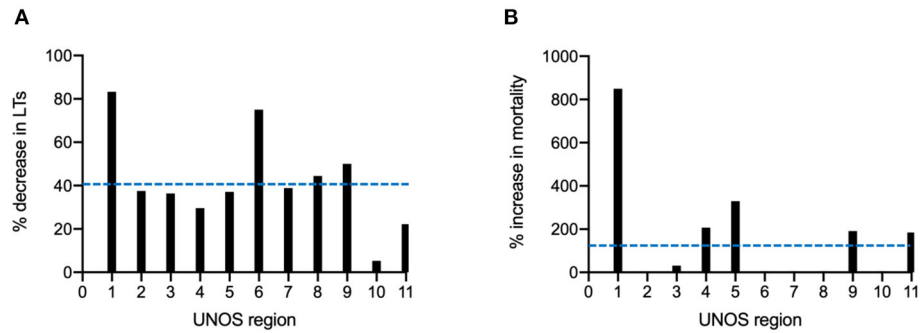 A
% decrease in LTs
100
80
60
40
20
0
0 1 2 3 4 5 6 7 8 9 10 11
UNOS region
B
% increase in mortality
1000
800
600
400
200
0
0 1 2 3 4 5 6 7 8 9 10 11
UNOS region